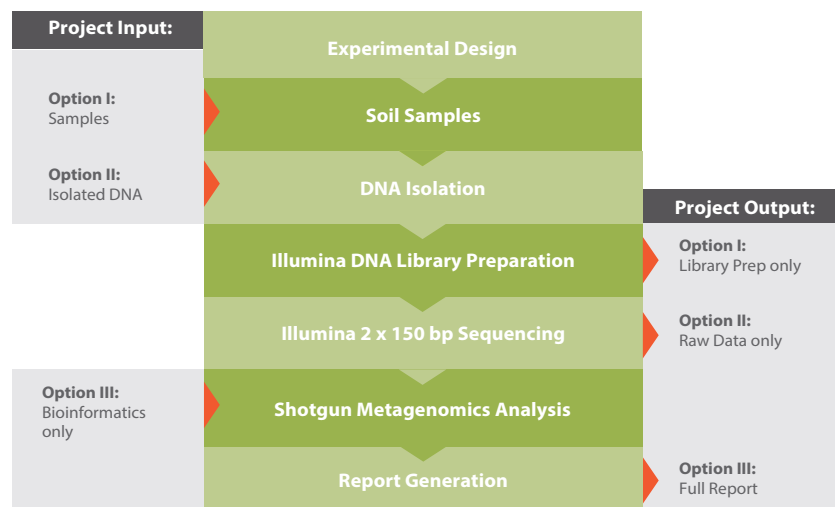 Project Input:
Experimental Design
Option I:
Samples
Soil Samples
Option II:
Isolated DNA
DNA Isolation
Project Output:
Illumina DNA Library Preparation
Option I:
Library Prep only
Illumina 2 x 150 bp Sequencing
Option II:
Raw Data only
Option III:
Bioinformatics
only
Shotgun Metagenomics Analysis
Report Generation
Option III:
Full Report